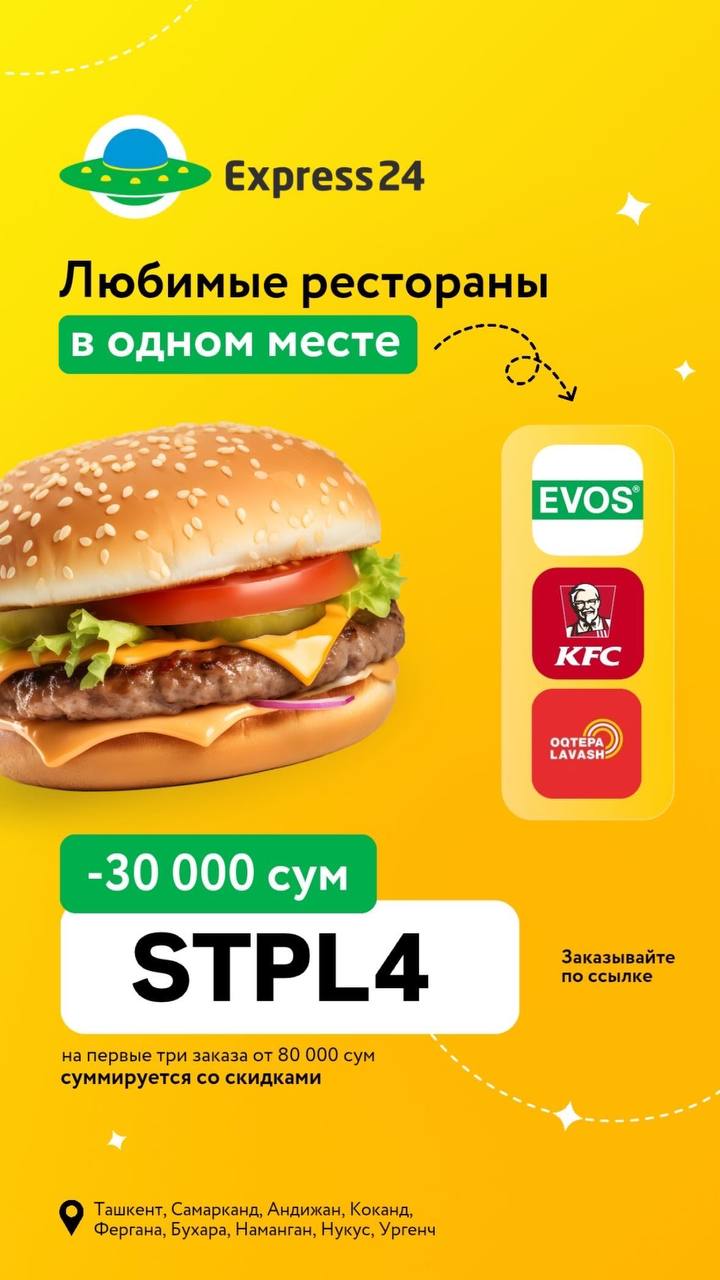 Express24
Любимые рестораны
в одном месте
EVOS®
KFC
OQTEPA
LAVASH
-30 000 сум
STPL4
Заказывайте
по ссылке
на первые три заказа от 80 000 сум
суммируется со скидками
Ташкент, Самарканд, Андижан, Коканд,
Фергана, Бухара, Наманган, Нукус, Ургенч